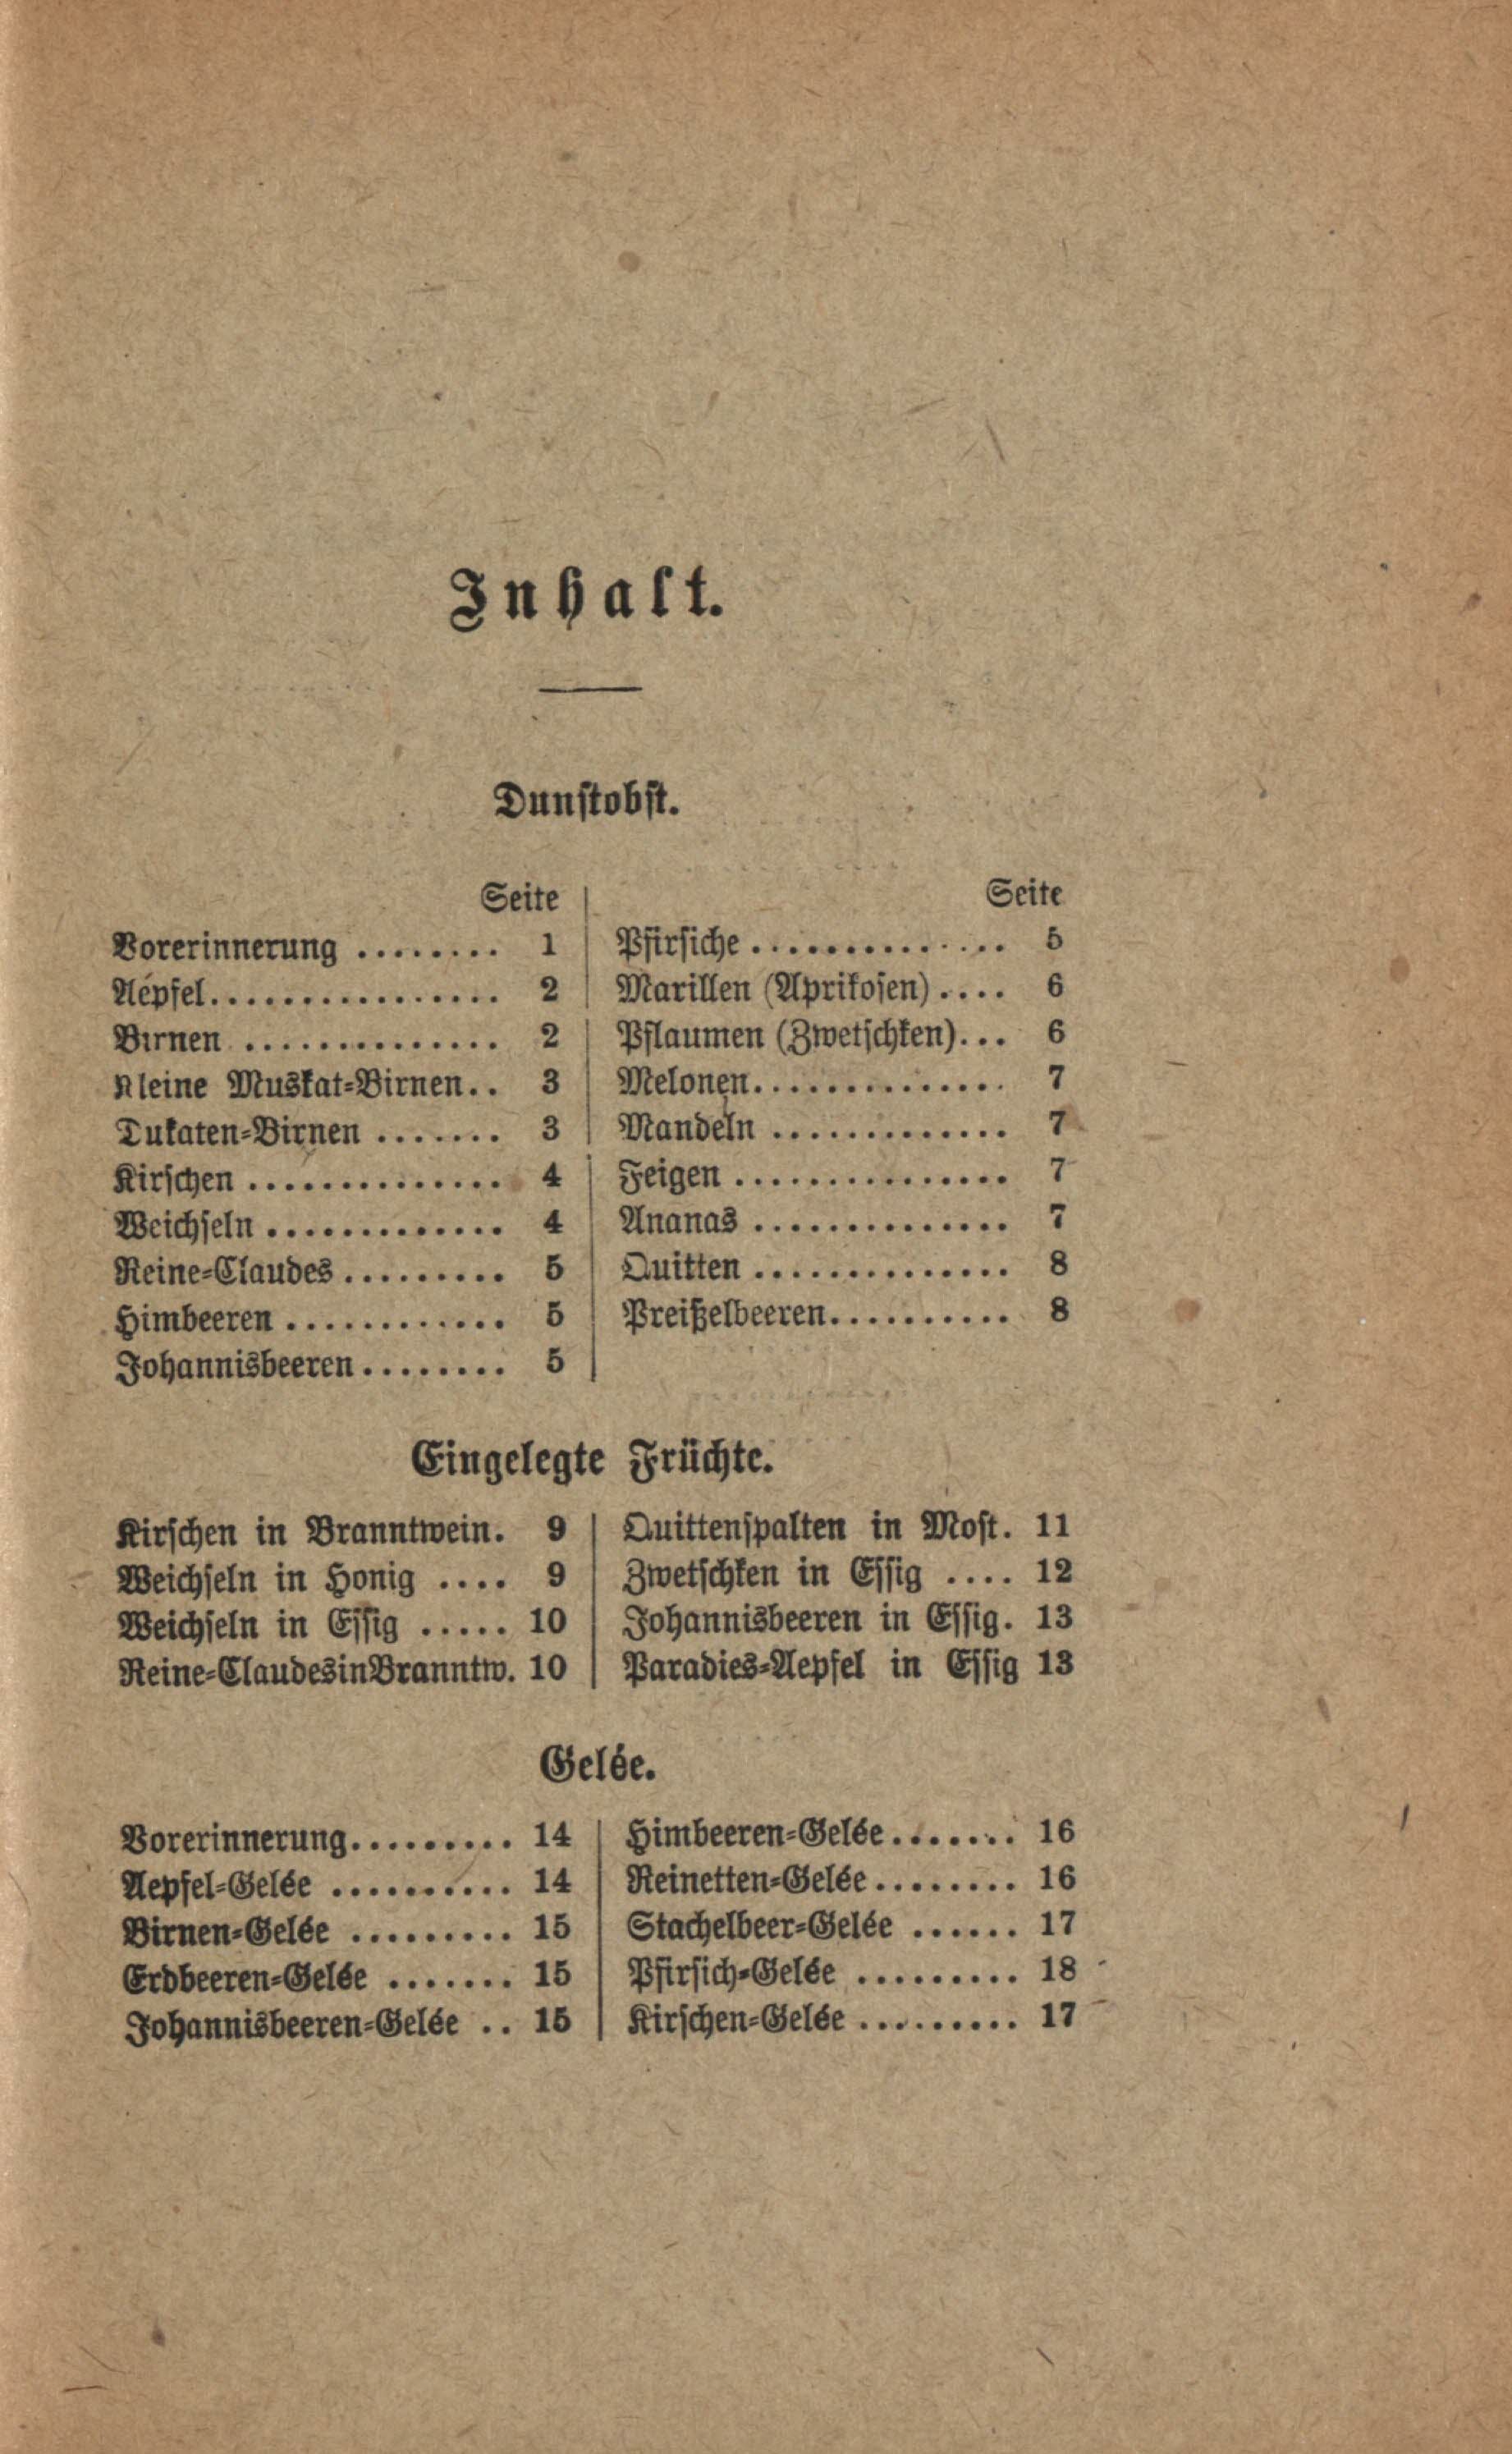 Inhalt.
Dunstobst.
Seite
Vorerinnerung ........ 1
Aepfel................ 2
Birnen .............. 2
Kleine Muskat-Birnen.. 3
Dukaten-Birnen ....... 3
Kirschen .............. 4
Weichseln ............. 4
Reine-Claudes ......... 5
Himbeeren ............ 5
Johannisbeeren ........ 5
Seite
Pfirsiche .............. 5
Marillen (Aprikosen) .... 6
Pflaumen (Zwetschken)... 6
Melonen.............. 7
Mandeln ............. 7
Feigen ............... 7
Ananas .............. 7
Quitten .............. 8
Preißelbeeren.......... 8
Eingelegte Früchte.
Kirschen in Branntwein. 9
Weichseln in Honig .... 9
Weichseln in Essig ..... 10
Reine-ClaudesinBranntw. 10
Quittenspalten in Most. 11
Zwetschken in Essig .... 12
Johannisbeeren in Essig. 13
Paradies-Aepfel in Essig 13
Gelée.
Vorerinnerung......... 14
Aepfel-Gelée .......... 14
Birnen-Gelée ......... 15
Erdbeeren-Gelée ....... 15
Johannisbeeren-Gelée .. 15
Himbeeren-Gelée....... 16
Reinetten-Gelée........ 16
Stachelbeer-Gelée ...... 17
Pfirsich-Gelée ......... 18
Kirschen-Gelée ......... 17